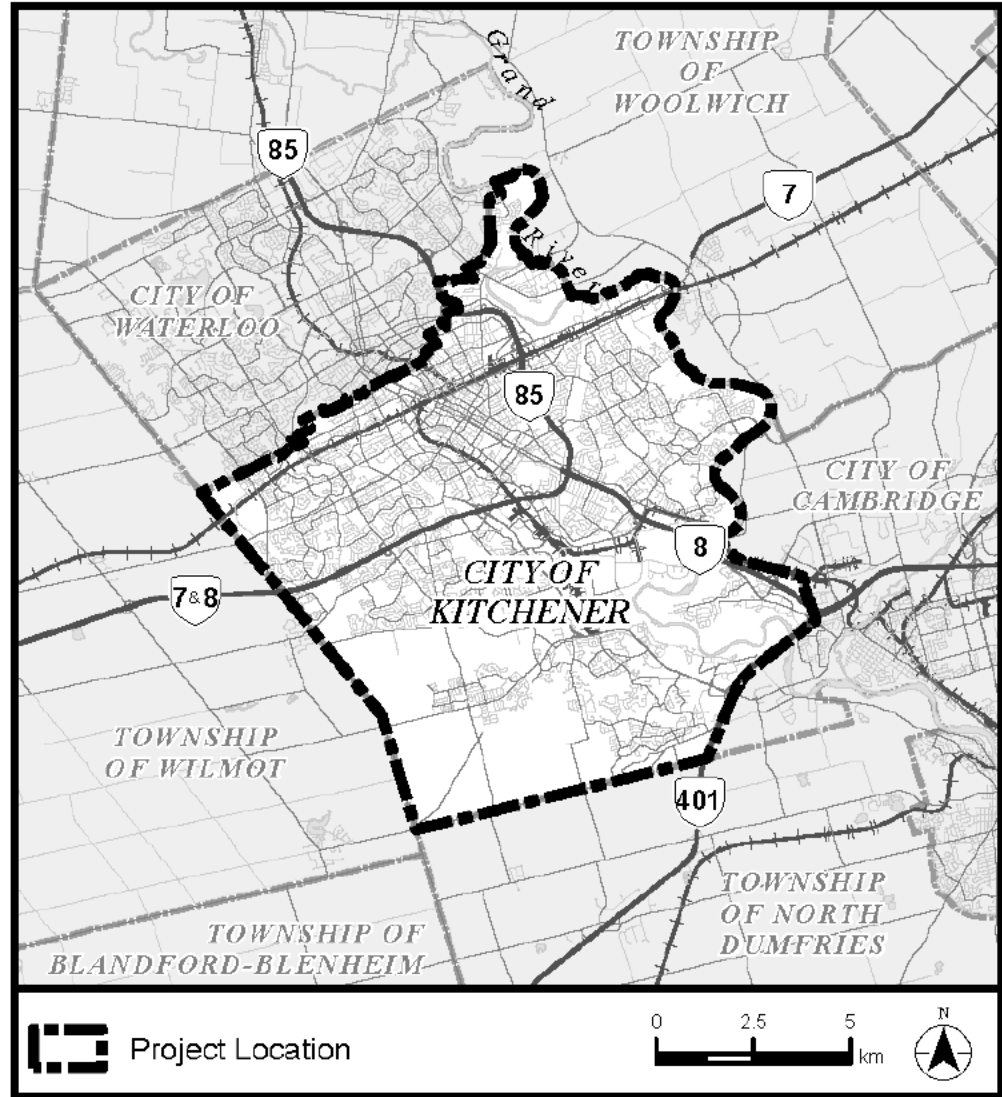 Grand
River
TOWNSHIP
OF
WOOLWICH
85
7
CITY OF
WATERLOO
85
CITY OF
CAMBRIDGE
8
7&8
CITY OF
KITCHENER
TOWNSHIP
OF WILMOT
401
TOWNSHIP
OF NORTH
DUMFRIES
TOWNSHIP OF
BLANDFORD-BLENHEIM
Project Location
0 2.5 5
km
N